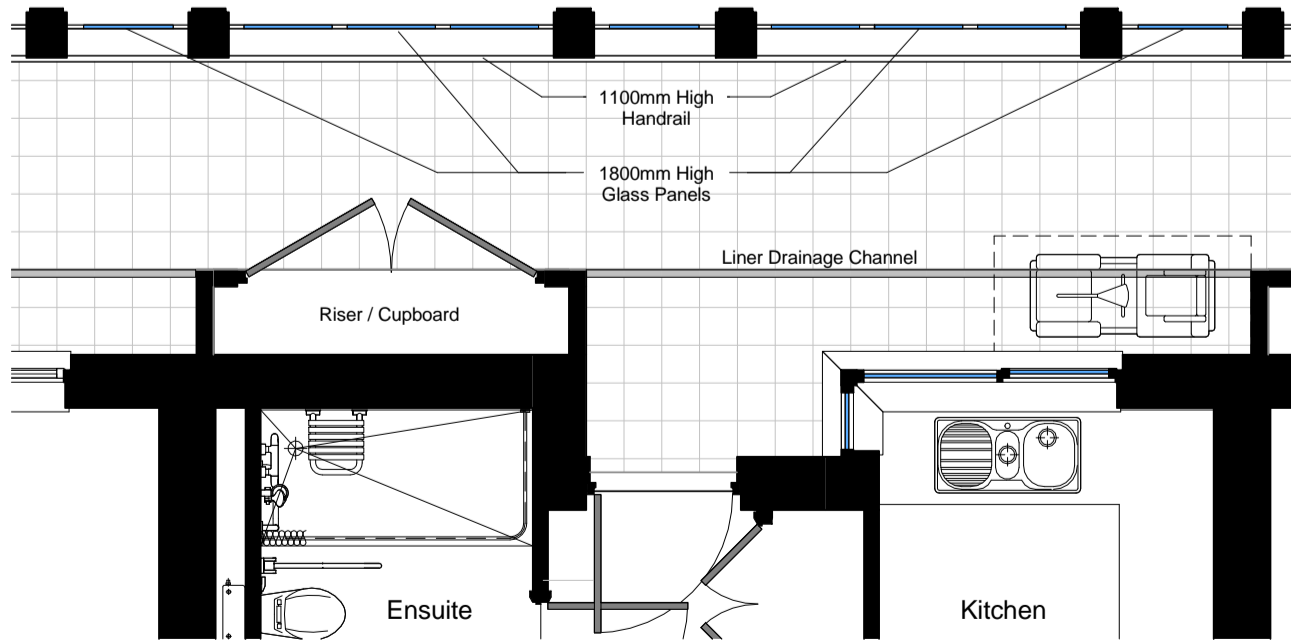 1100mm High
Handrail
1800mm High
Glass Panels
Liner Drainage Channel
Riser / Cupboard
Ensuite
Kitchen